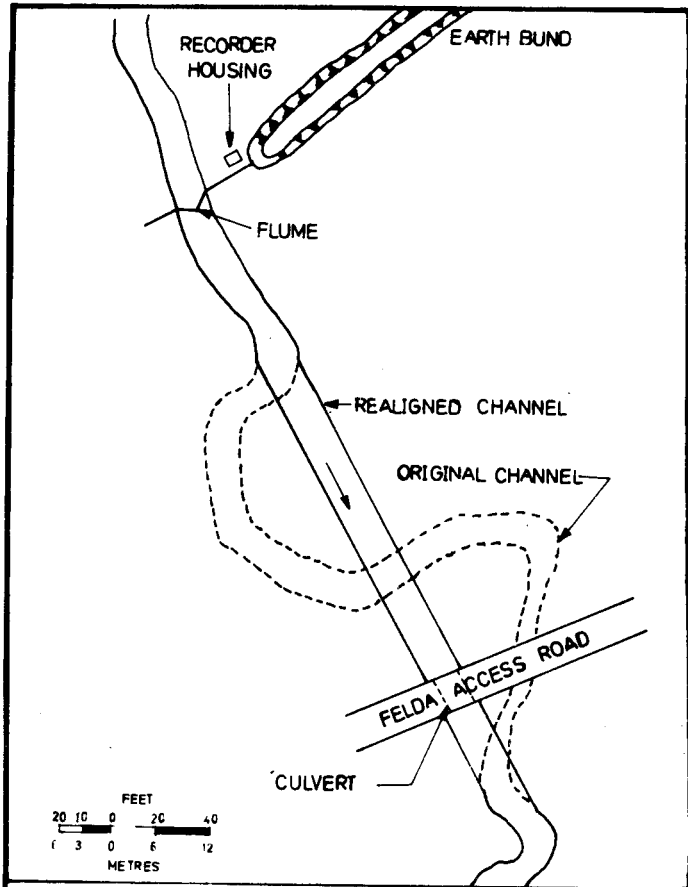 RECORDER
HOUSING
EARTH BUND
FLUME
REALIGNED CHANNEL
ORIGINAL CHANNEL
FELDA ACCESS ROAD
CULVERT
FEET
20 10 0 20 40
6 3 0 6 12
METRES